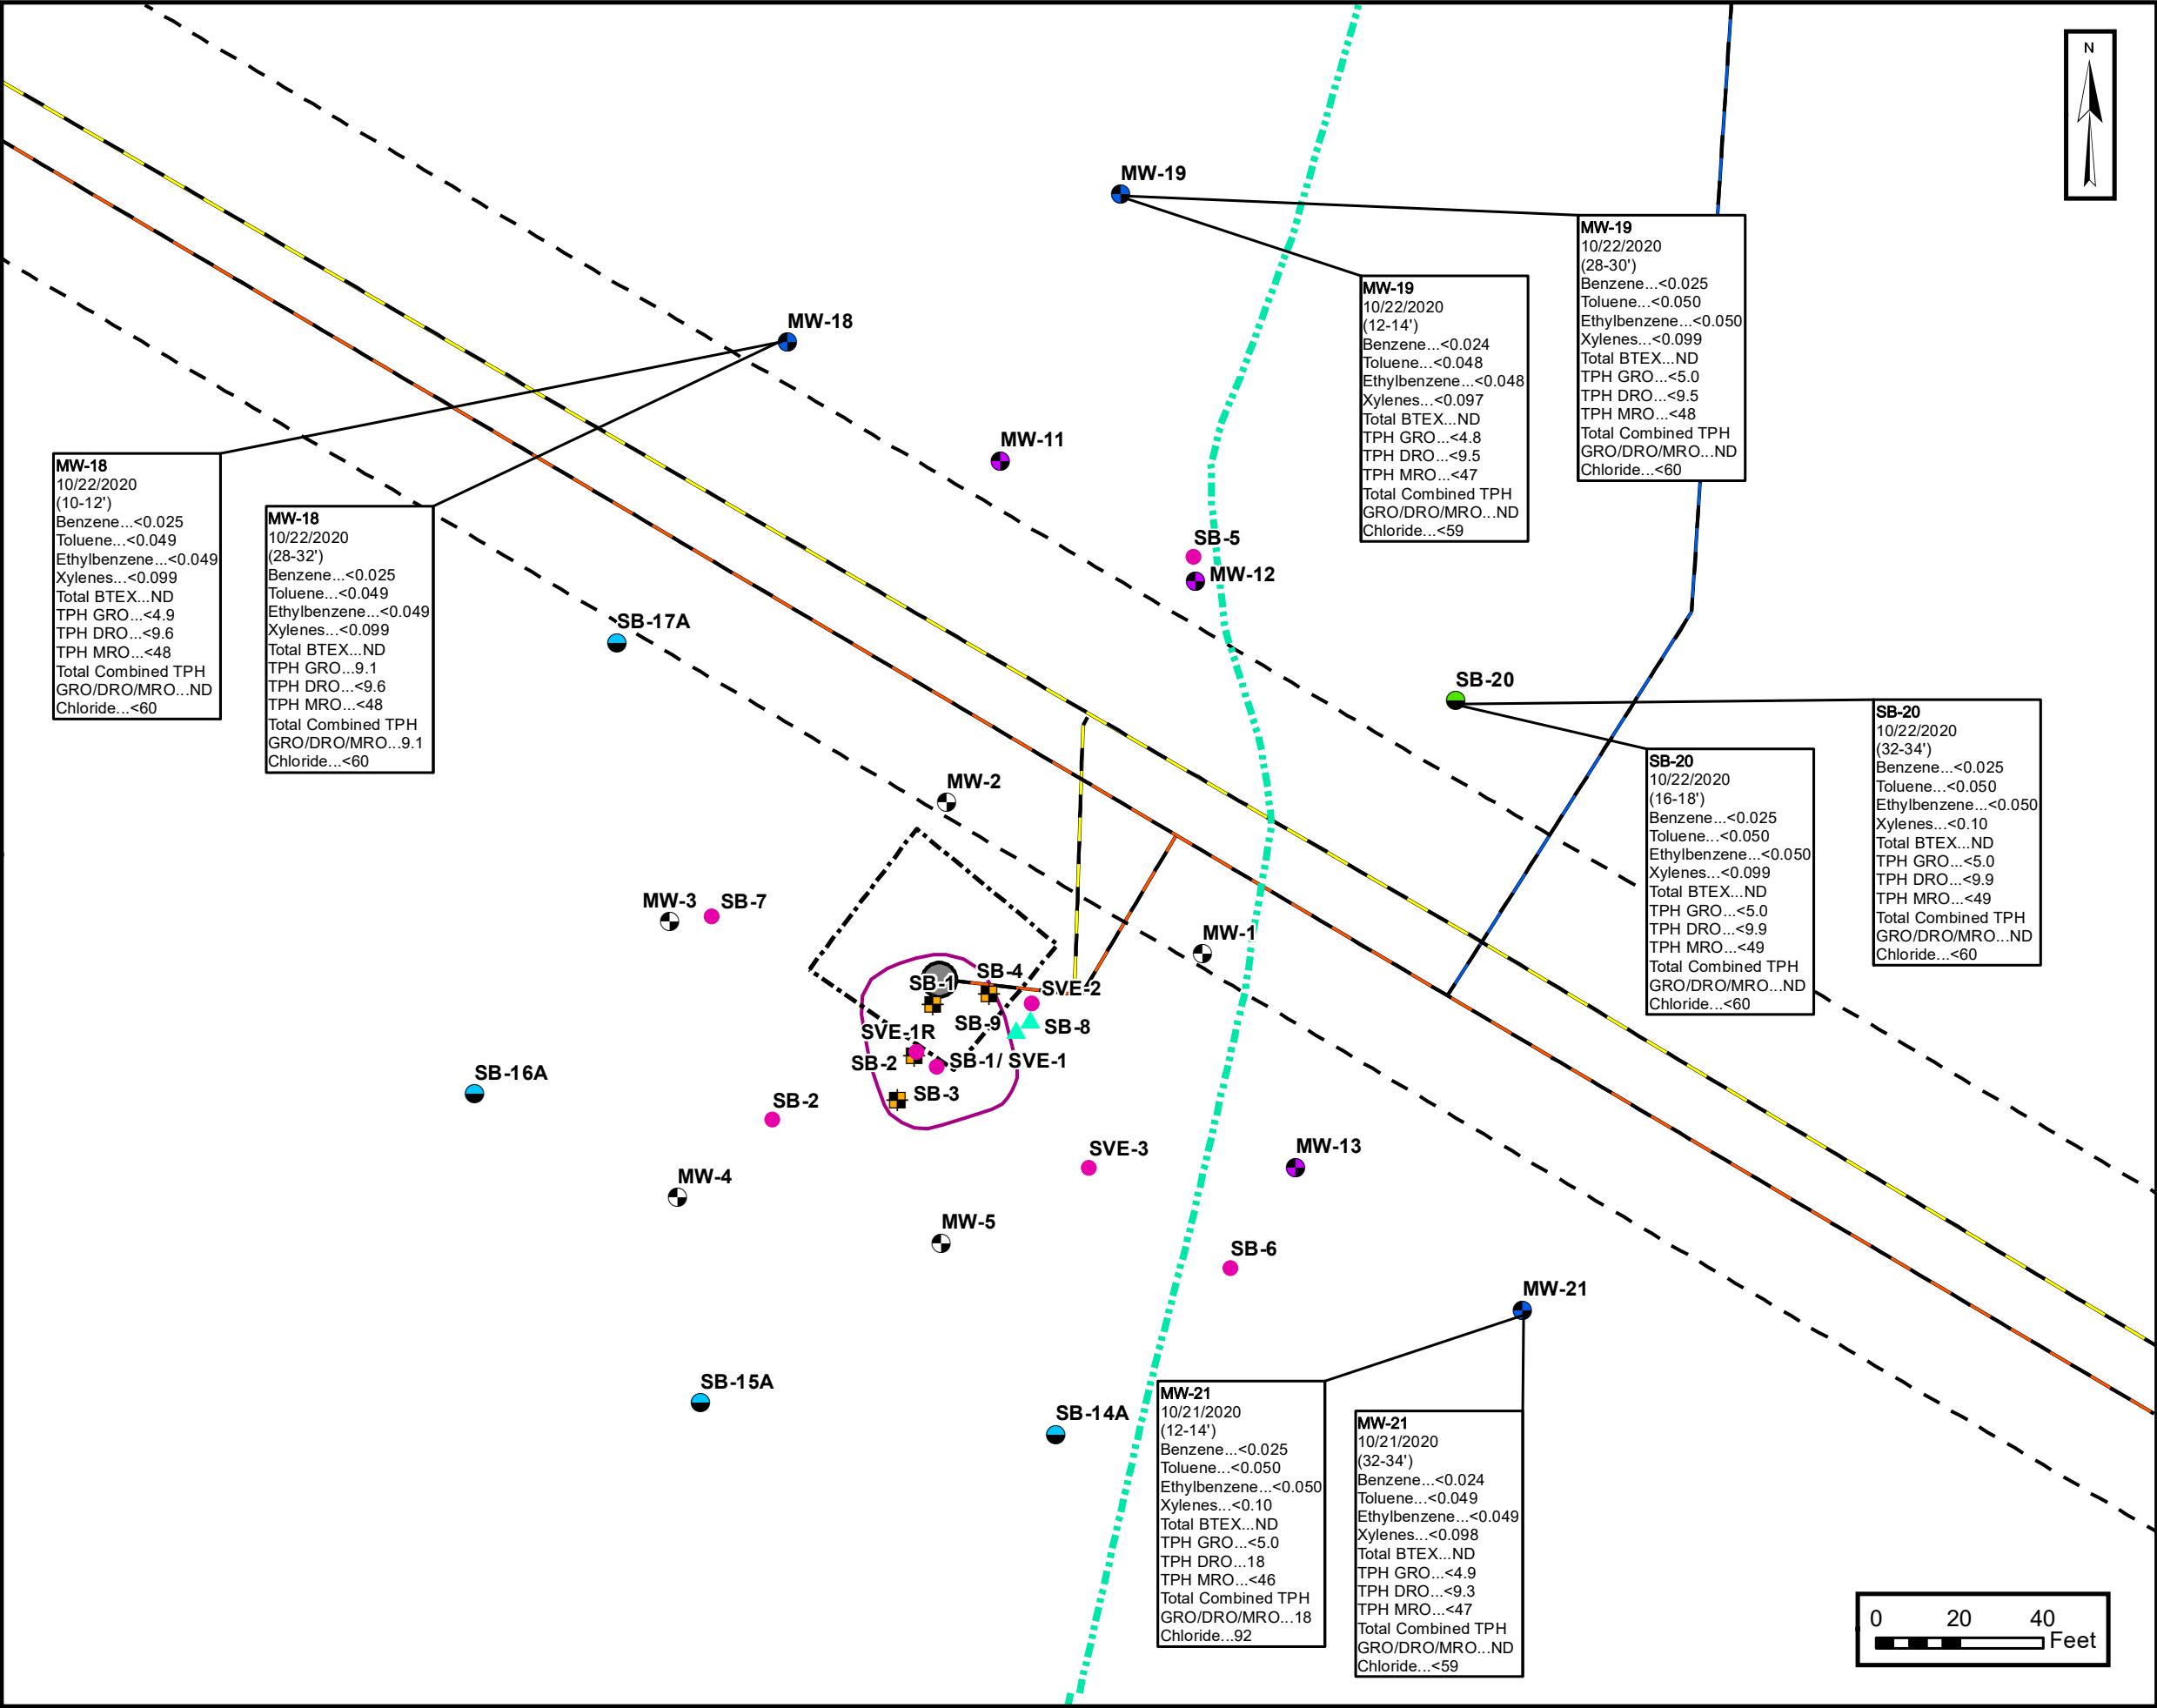 N
MW-19
MW-19
10/22/2020
(28-30')
Benzene...<0.025
Toluene...<0.050
Ethylbenzene...<0.050
Xylenes...<0.099
Total BTEX...ND
TPH GRO...<5.0
TPH DRO...<9.5
TPH MRO...<48
Total Combined TPH
GRO/DRO/MRO...ND
Chloride...<60
MW-19
10/22/2020
(12-14')
Benzene...<0.024
Toluene...<0.048
Ethylbenzene...<0.048
Xylenes...<0.097
Total BTEX...ND
TPH GRO...<4.8
TPH DRO...<9.5
TPH MRO...<47
Total Combined TPH
GRO/DRO/MRO...ND
Chloride...<59
MW-18
MW-11
MW-18
10/22/2020
(10-12')
Benzene...<0.025
Toluene...<0.049
Ethylbenzene...<0.049
Xylenes...<0.099
Total BTEX...ND
TPH GRO...<4.9
TPH DRO...<9.6
TPH MRO...<48
Total Combined TPH
GRO/DRO/MRO...ND
Chloride...<60
MW-18
10/22/2020
(28-32')
Benzene...<0.025
Toluene...<0.049
Ethylbenzene...<0.049
Xylenes...<0.099
Total BTEX...ND
TPH GRO...9.1
TPH DRO...<9.6
TPH MRO...<48
Total Combined TPH
GRO/DRO/MRO...9.1
Chloride...<60
SB-5
MW-12
SB-17A
SB-20
SB-20
10/22/2020
(32-34')
Benzene...<0.025
Toluene...<0.050
Ethylbenzene...<0.050
Xylenes...<0.10
Total BTEX...ND
TPH GRO...<5.0
TPH DRO...<9.9
TPH MRO...<49
Total Combined TPH
GRO/DRO/MRO...ND
Chloride...<60
SB-20
10/22/2020
(16-18')
Benzene...<0.025
Toluene...<0.050
Ethylbenzene...<0.050
Xylenes...<0.099
Total BTEX...ND
TPH GRO...<5.0
TPH DRO...<9.9
TPH MRO...<49
Total Combined TPH
GRO/DRO/MRO...ND
Chloride...<60
MW-2
MW-3
SB-7
MW-1
SB-4
SB-1
SVE-2
SB-9
SB-8
SVE-1R
SB-2
SB-1/ SVE-1
SB-16A
SB-3
SB-2
SVE-3
MW-13
MW-4
MW-5
SB-6
MW-21
SB-15A
SB-14A
MW-21
10/21/2020
(12-14')
Benzene...<0.025
Toluene...<0.050
Ethylbenzene...<0.050
Xylenes...<0.10
Total BTEX...ND
TPH GRO...<5.0
TPH DRO...18
TPH MRO...<46
Total Combined TPH
GRO/DRO/MRO...18
Chloride...92
MW-21
10/21/2020
(32-34')
Benzene...<0.024
Toluene...<0.049
Ethylbenzene...<0.049
Xylenes...<0.098
Total BTEX...ND
TPH GRO...<4.9
TPH DRO...<9.3
TPH MRO...<47
Total Combined TPH
GRO/DRO/MRO...ND
Chloride...<59
0 20 40
Feet